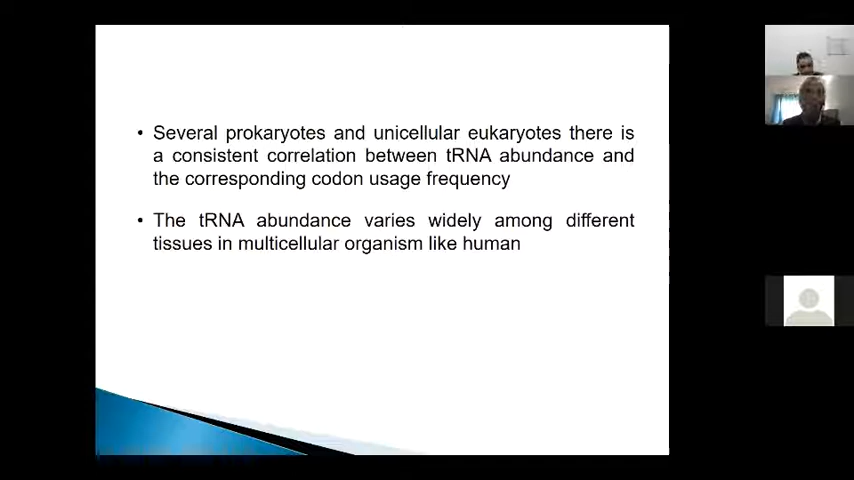 • Several prokaryotes and unicellular eukaryotes there is
a consistent correlation between tRNA abundance and
the corresponding codon usage frequency
• The tRNA abundance varies widely among different
tissues in multicellular organism like human